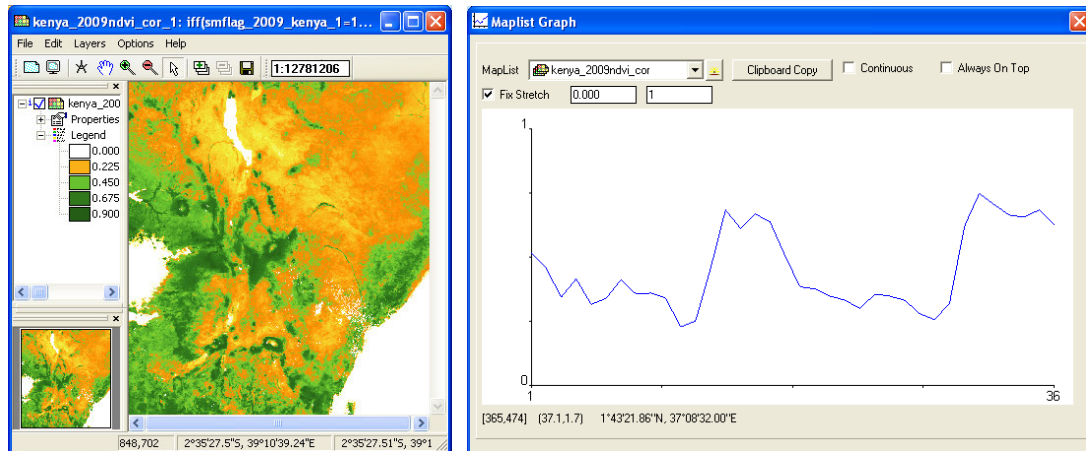 kenya_2009ndvi_cor_1: iff(smflag_2009_kenya_1=1...
File Edit Layers Options Help
1:12781206
kenya_200
Properties
Legend
0.000
0.225
0.450
0.675
0.900
848,702 2°35'27.5"S, 39°10'39.24"E 2°35'27.51"S, 39°1
Maplist Graph
MapList kenya_2009ndvi_cor Clipboard Copy Continuous Always On Top
Fix Stretch 0.000 1
1
0
1 36
[365,474] (37.1,1.7) 1°43'21.86"N, 37°08'32.00"E